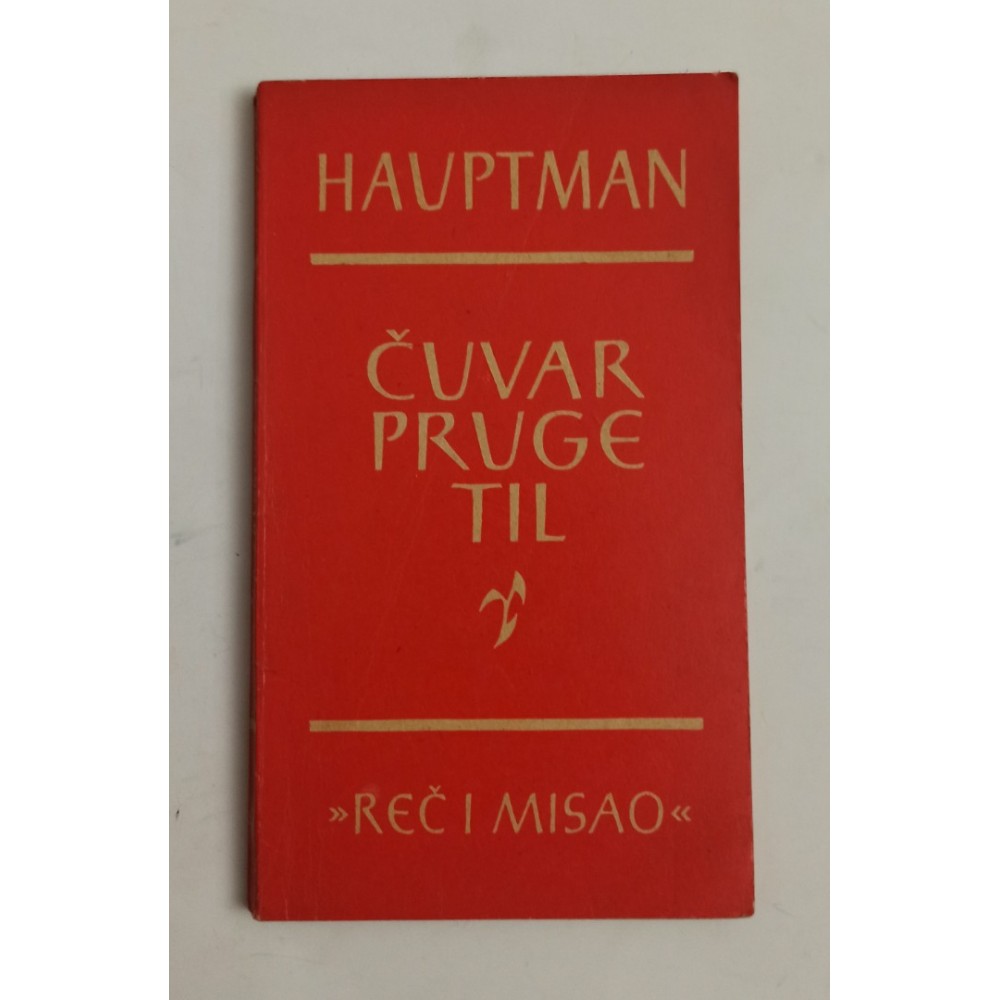 HAUPTMAN
ČUVAR
PRUGE
TIL
»REČ I MISAO«